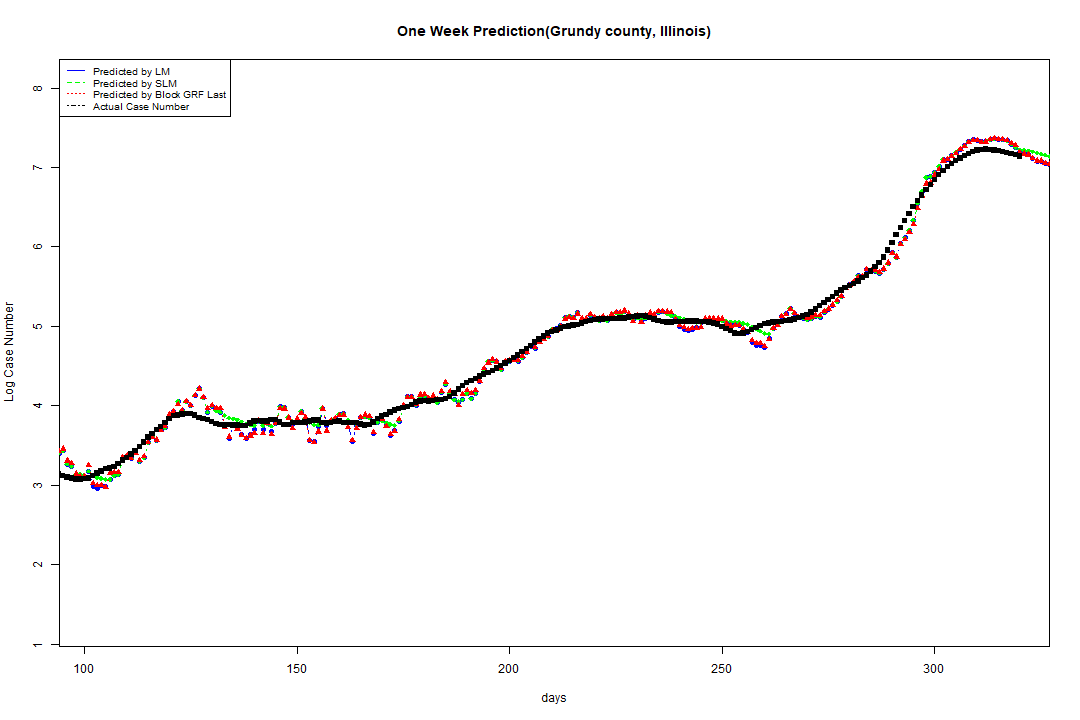 One Week Prediction(Grundy county, Illinois)
Predicted by LM
Predicted by SLM
Predicted by Block GRF Last
Actual Case Number
8
7
6
5
4
3
2
1
Log Case Number
100 150 200 250 300
days